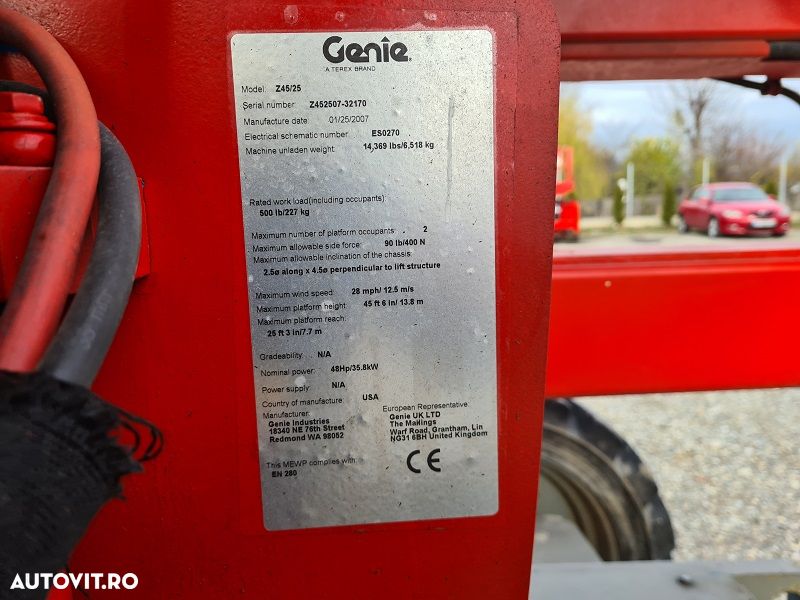 Genie
A TEREX BRAND
Model: Z45/25
Serial number: Z452507-32170
Manufacture date: 01/25/2007
Electrical schematic number: ES0270
Machine unladen weight: 14,369 lbs/6,518 kg
Rated work load(including occupants):
500 lb/227 kg
Maximum number of platform occupants: 2
Maximum allowable side force: 90 lb/400 N
Maximum allowable inclination of the chassis:
2.5ø along x 4.5ø perpendicular to lift structure
Maximum wind speed: 28 mph/ 12.5 m/s
Maximum platform height: 45 ft 6 in/ 13.8 m
Maximum platform reach:
25 ft 3 in/7.7 m
Gradeability: N/A
Nominal power: 48Hp/35.8kW
Power supply: N/A
Country of manufacture: USA
Manufacturer:
Genie Industries
18340 NE 76th Street
Redmond WA 98052
European Representative:
Genie UK LTD
The Maltings
Warf Road, Grantham, Lin
NG31 6BH United Kingdom
This MEWP complies with:
EN 280
CE
AUTOVIT.RO